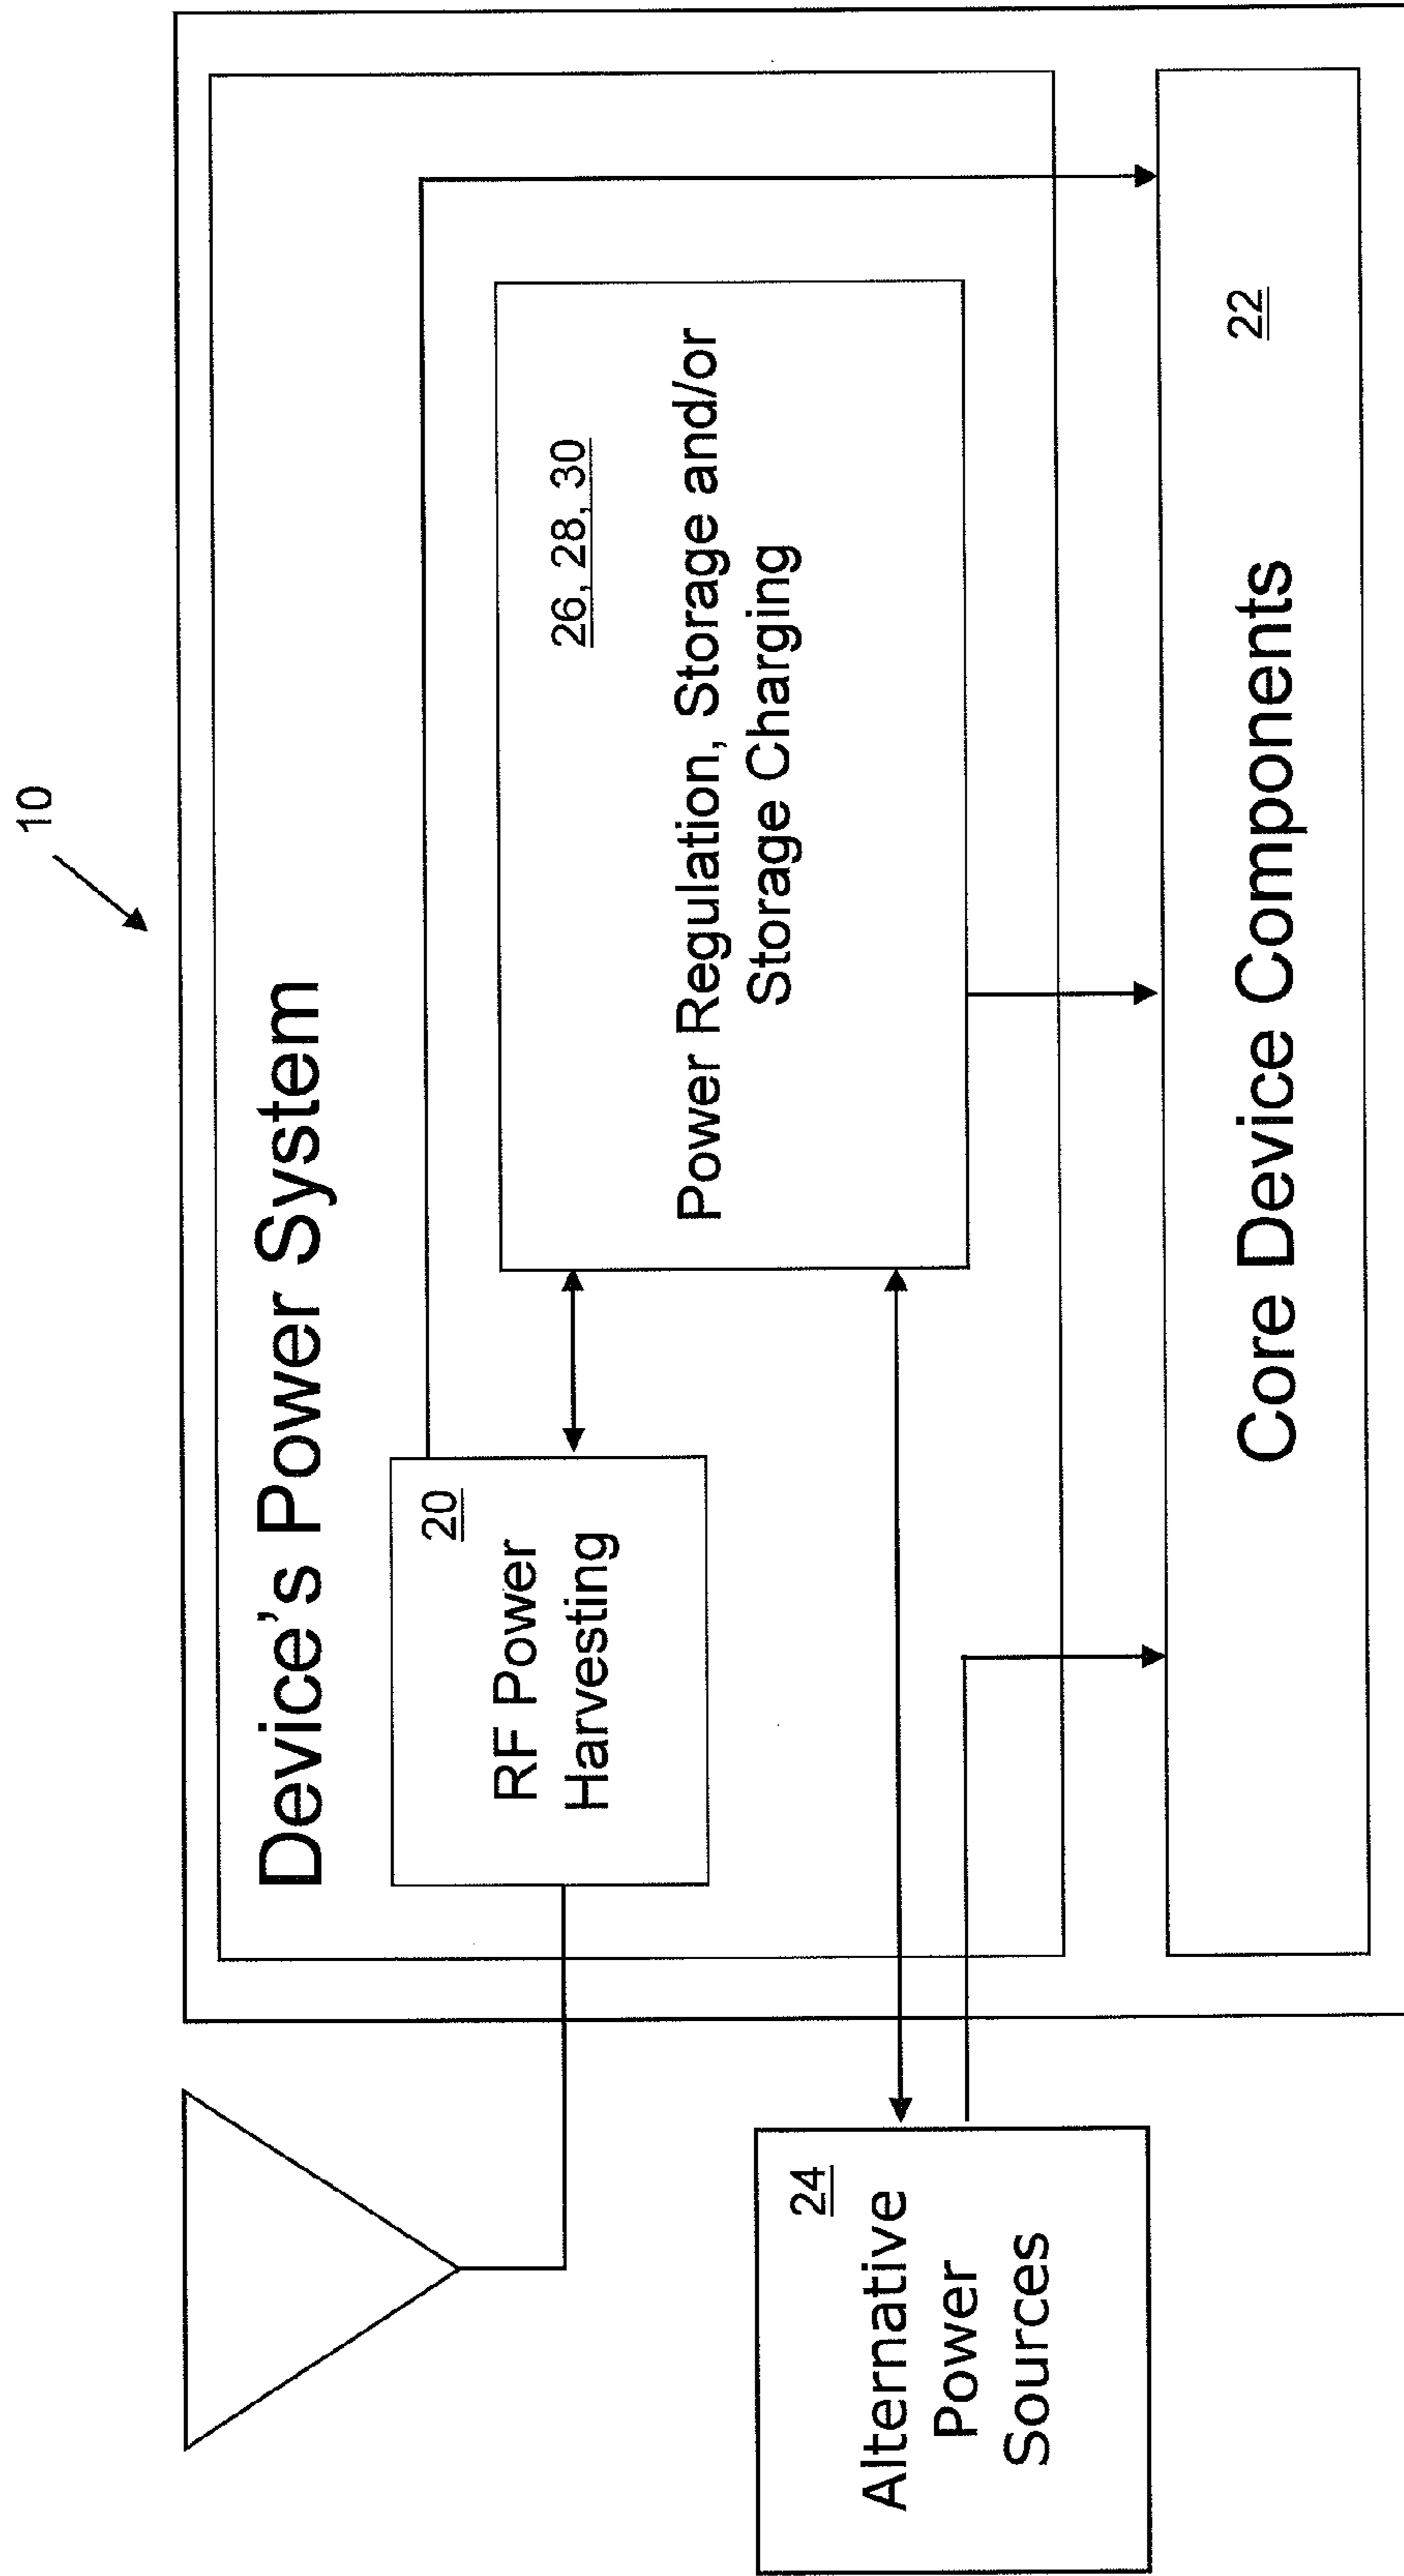 10
Device's Power System
20
RF Power
Harvesting
26, 28, 30
Power Regulation, Storage and/or
Storage Charging
24
Alternative
Power
Sources
22
Core Device Components